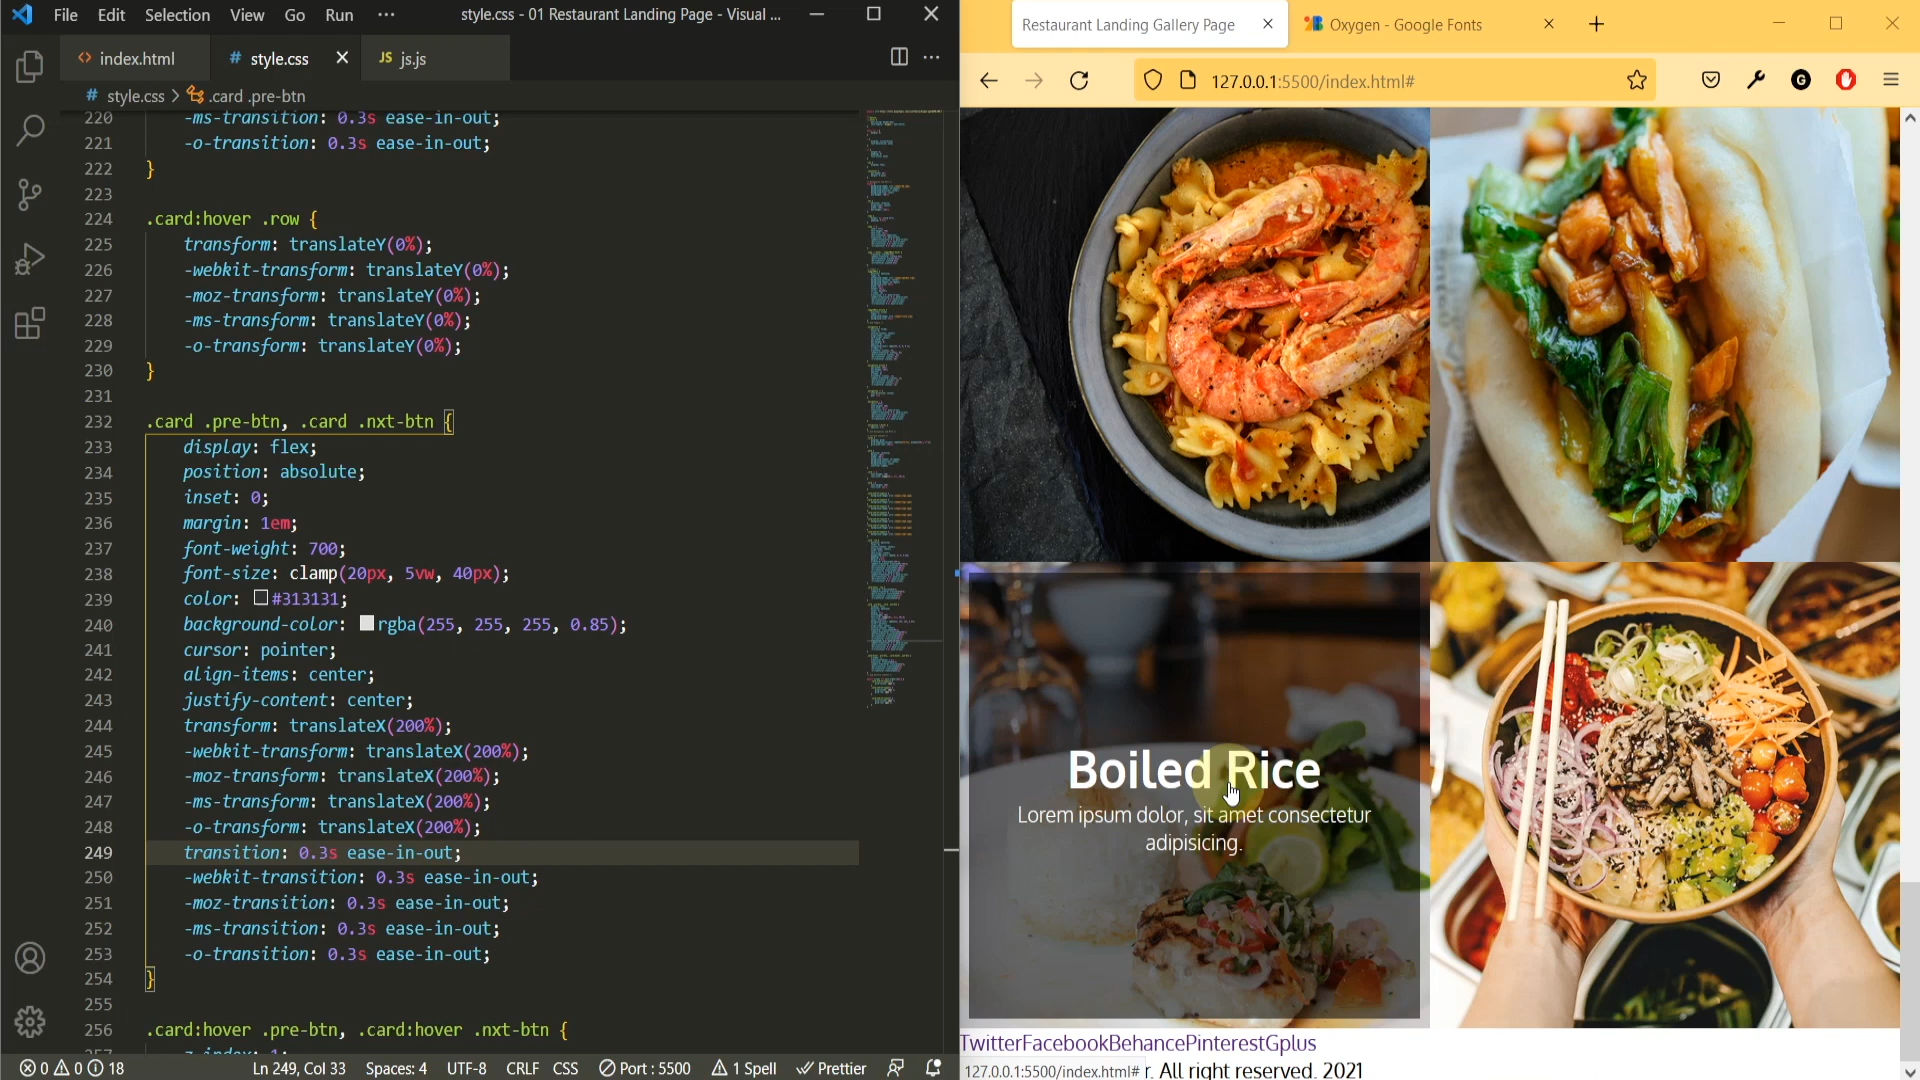 File Edit Selection View Go Run ··· style.css - 01 Restaurant Landing Page - Visual ...
index.html # style.css JS js.js
# style.css > .card .pre-btn
220 -ms-transition: 0.3s ease-in-out;
221 -o-transition: 0.3s ease-in-out;
222 }
223
224 .card:hover .row {
225 transform: translateY(0%);
226 -webkit-transform: translateY(0%);
227 -moz-transform: translateY(0%);
228 -ms-transform: translateY(0%);
229 -o-transform: translateY(0%);
230 }
231
232 .card .pre-btn, .card .nxt-btn {
233 display: flex;
234 position: absolute;
235 inset: 0;
236 margin: 1em;
237 font-weight: 700;
238 font-size: clamp(20px, 5vw, 40px);
239 color: #313131;
240 background-color: rgba(255, 255, 255, 0.85);
241 cursor: pointer;
242 align-items: center;
243 justify-content: center;
244 transform: translateX(200%);
245 -webkit-transform: translateX(200%);
246 -moz-transform: translateX(200%);
247 -ms-transform: translateX(200%);
248 -o-transform: translateX(200%);
249 transition: 0.3s ease-in-out;
250 -webkit-transition: 0.3s ease-in-out;
251 -moz-transition: 0.3s ease-in-out;
252 -ms-transition: 0.3s ease-in-out;
253 -o-transition: 0.3s ease-in-out;
254 }
255
256 .card:hover .pre-btn, .card:hover .nxt-btn {
257 z-index: 1;
0 0 18 Ln 249, Col 33 Spaces: 4 UTF-8 CRLF CSS Port : 5500 1 Spell Prettier
Restaurant Landing Gallery Page Oxygen - Google Fonts
127.0.0.1:5500/index.html#
G
Boiled Rice
Lorem ipsum dolor, sit amet consectetur
adipisicing.
TwitterFacebookBehancePinterestGplus
127.0.0.1:5500/index.html# r. All right reserved. 2021